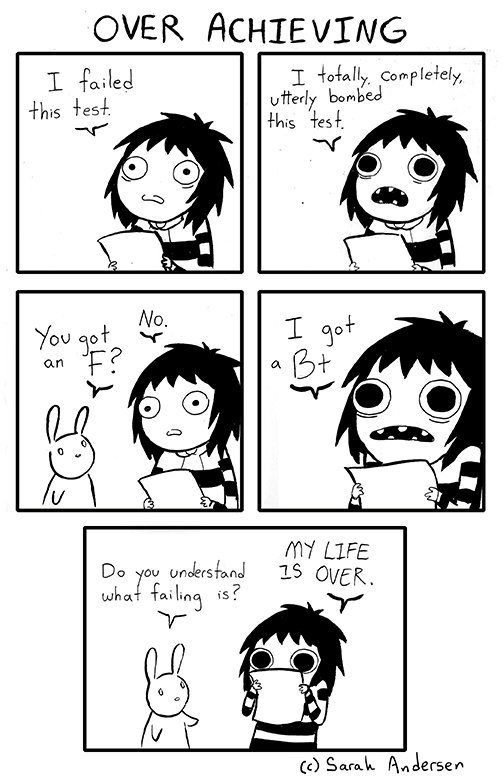 OVER ACHIEVING
I failed
this test.
I totally, completely,
utterly bombed
this test.
You got
an F?
No.
I got
a B+
Do you understand
what failing is?
MY LIFE
IS OVER.
(c) Sarah Andersen